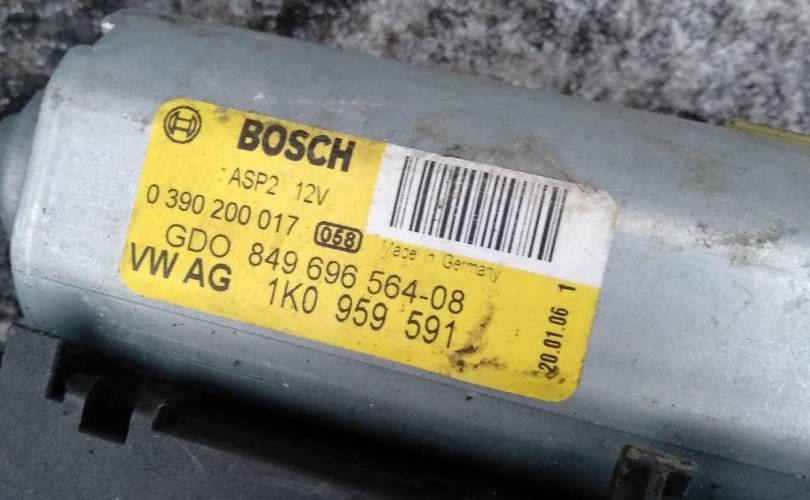 BOSCH
ASP2 12V
0 390 200 017 058
Made in Germany
GDO 849 696 564-08
VW AG 1K0 959 591
20.01.06 1